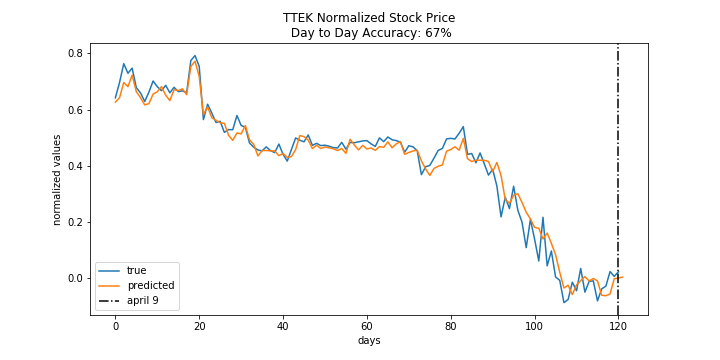 TTEK Normalized Stock Price
Day to Day Accuracy: 67%
normalized values
0.8
0.6
0.4
0.2
0.0
true
predicted
april 9
0
20
40
60
80
100
120
days